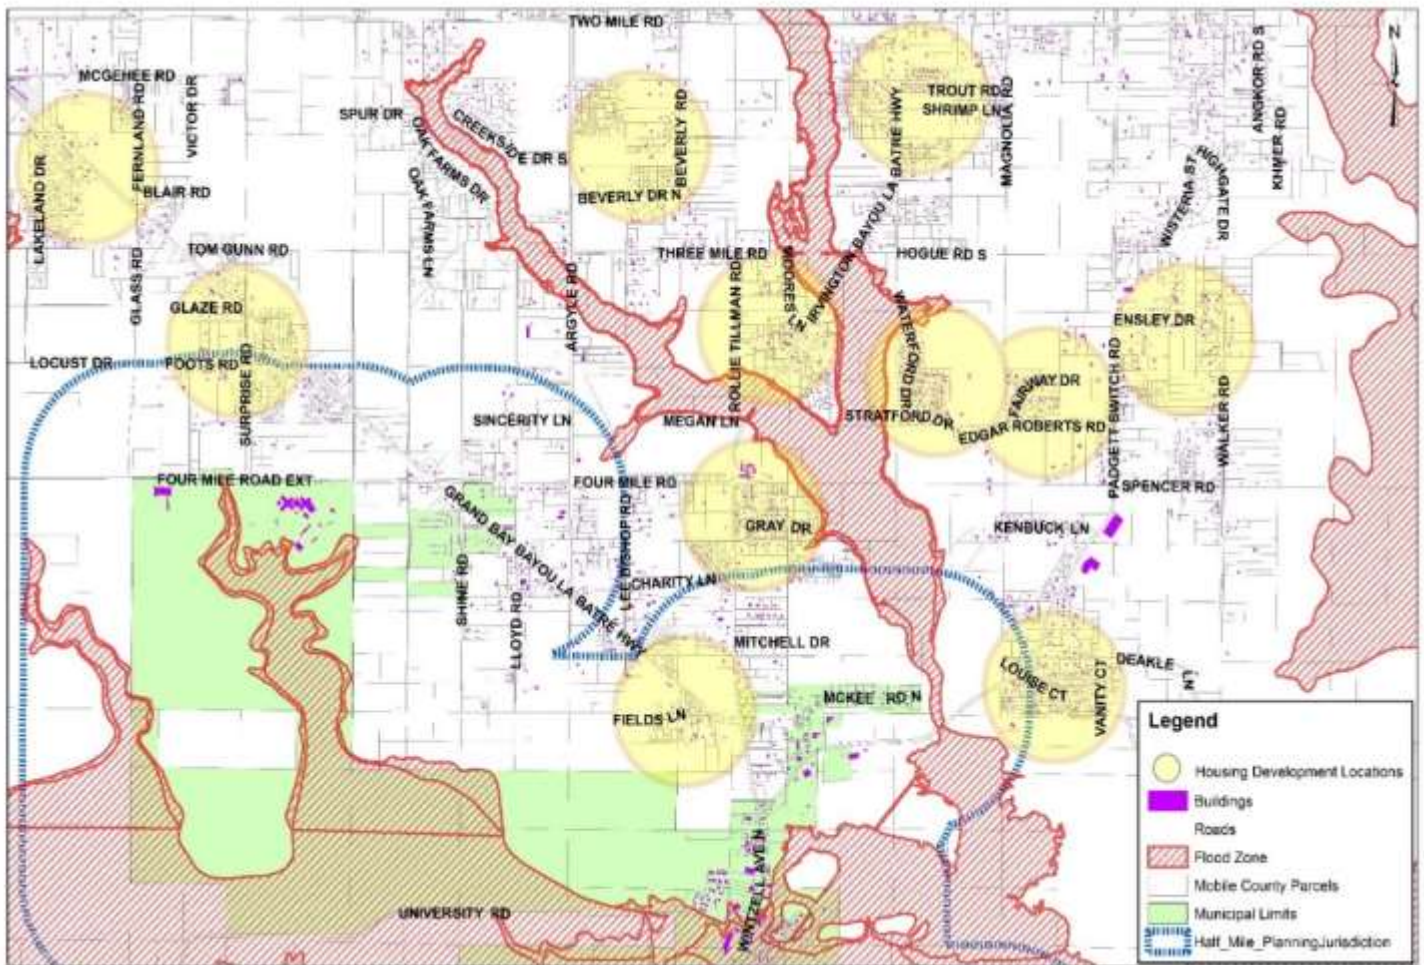 TWO MILE RD
N
MCGEHEE RD
FERNLAND RD
VICTOR DR
SPUR DR
CREEKSIDE DR S
OAK FARMS DR
OAK FARMS LN
BEVERLY RD
BEVERLY DR N
TROUT RD
SHRIMP LN
MAGNOLIA RD
ANGKOR RD S
KHMER RD
HIGHGATE DR
WISTERIA ST
LAKELAND DR
BLAIR RD
TOM GUNN RD
GLASS RD
GLAZE RD
ARGYLE RD
THREE MILE RD
ROLLIE TILLMAN RD
MOORES LN
IRVINGTON BAYOU LA BATRE HWY
HOGUE RD S
WATERFORD DR
ENSLEY DR
LOCUST DR
FOOTS RD
SURPRISE RD
SINCERITY LN
MEGAN LN
STRATFORD DR
FAIRWAY DR
EDGAR ROBERTS RD
PADGETT SWITCH RD
WALKER RD
FOUR MILE ROAD EXT
FOUR MILE RD
GRAND BAY BAYOU LA BATRE HWY
LEE BISHOP RD
GRAY DR
SPENCER RD
KENBUCK LN
SHINE RD
LLOYD RD
CHARITY LN
MITCHELL DR
LOUISE CT
VANITY CT
DEAKLE LN
MCKEE RD N
FIELDS LN
UNIVERSITY RD
WINTZELL AVE N
Legend
Housing Development Locations
Buildings
Roads
Flood Zone
Mobile County Parcels
Municipal Limits
Half_Mile_PlanningJurisdiction